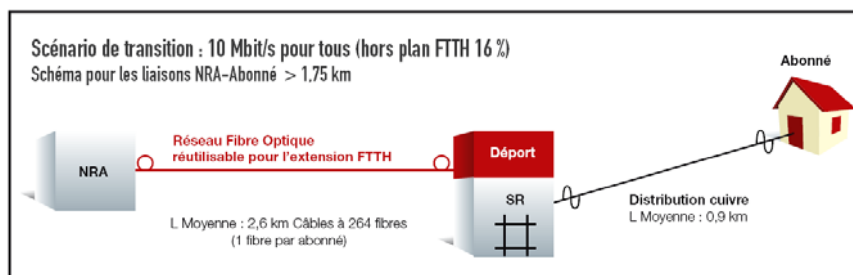 Scénario de transition : 10 Mbit/s pour tous (hors plan FTTH 16 %)
Schéma pour les liaisons NRA-Abonné > 1,75 km
Abonné
Réseau Fibre Optique
réutilisable pour l'extension FTTH
NRA
Déport
SR
L Moyenne : 2,6 km Câbles à 264 fibres
(1 fibre par abonné)
Distribution cuivre
L Moyenne : 0,9 km